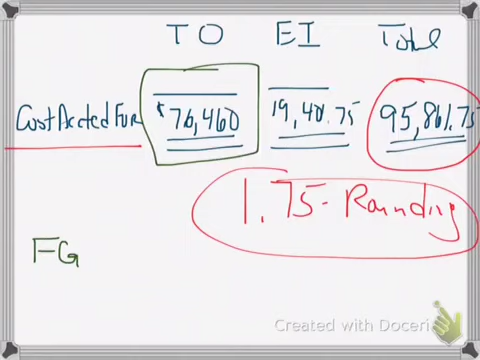 TO EI Total
Cost Accted For $76,460 19,401.75 95,861.75
1.75 - Rounding
FG
Created with Doceri